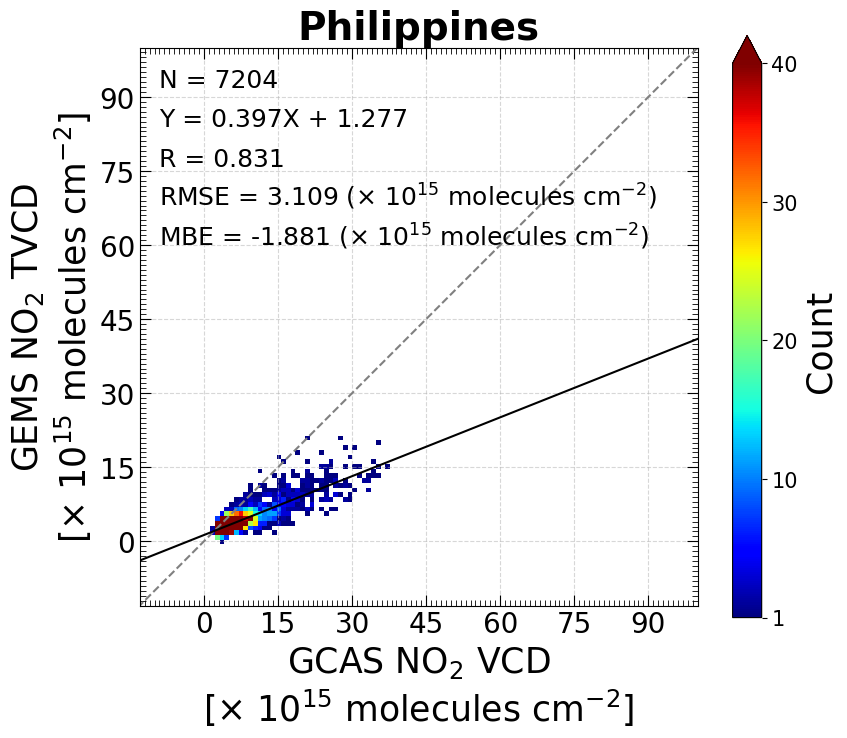 Philippines
N = 7204
Y = 0.397X + 1.277
R = 0.831
RMSE = 3.109 (× 10¹⁵ molecules cm⁻²)
MBE = -1.881 (× 10¹⁵ molecules cm⁻²)
GEMS NO₂ TVCD
[× 10¹⁵ molecules cm⁻²]
90
75
60
45
30
15
0
0 15 30 45 60 75 90
GCAS NO₂ VCD
[× 10¹⁵ molecules cm⁻²]
40
30
20
10
1
Count